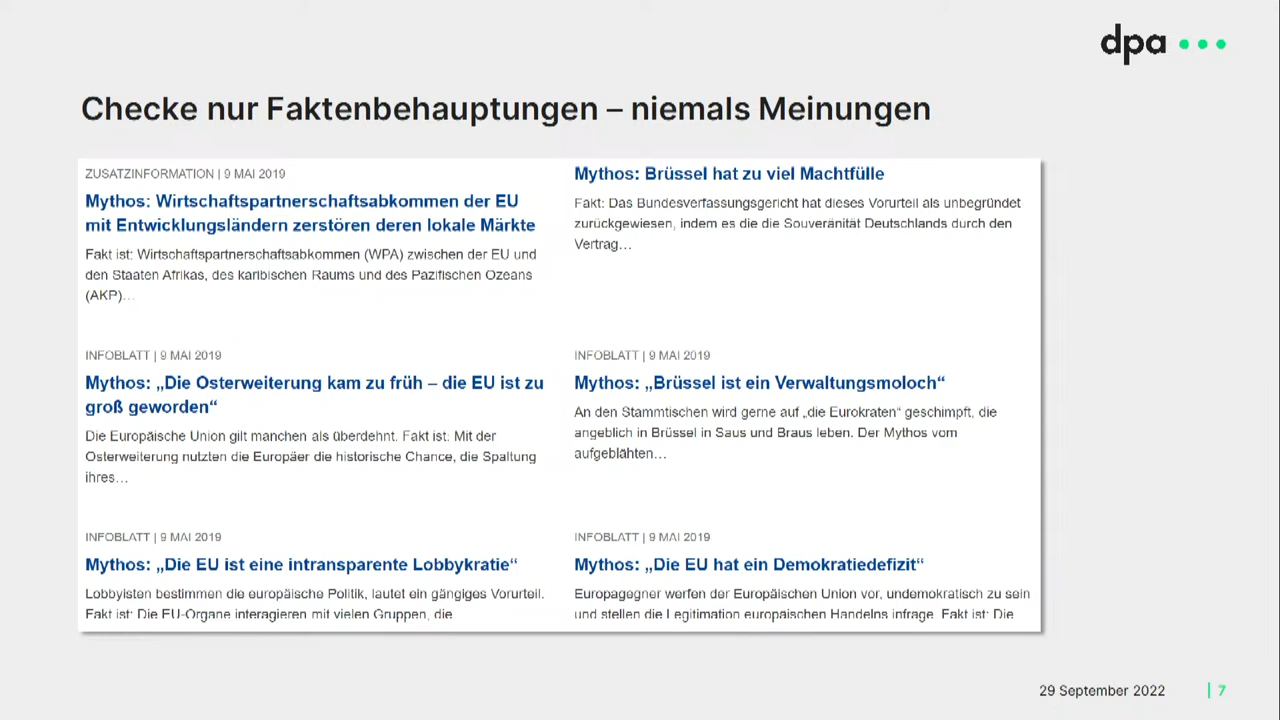 dpa
Checke nur Faktenbehauptungen – niemals Meinungen
ZUSATZINFORMATION | 9 MAI 2019
Mythos: Wirtschaftspartnerschaftsabkommen der EU
mit Entwicklungsländern zerstören deren lokale Märkte
Fakt ist: Wirtschaftspartnerschaftsabkommen (WPA) zwischen der EU und
den Staaten Afrikas, des karibischen Raums und des Pazifischen Ozeans
(AKP)…
Mythos: Brüssel hat zu viel Machtfülle
Fakt: Das Bundesverfassungsgericht hat dieses Vorurteil als unbegründet
zurückgewiesen, indem es die die Souveränität Deutschlands durch den
Vertrag…
INFOBLATT | 9 MAI 2019
Mythos: „Die Osterweiterung kam zu früh – die EU ist zu
groß geworden“
Die Europäische Union gilt manchen als überdehnt. Fakt ist: Mit der
Osterweiterung nutzten die Europäer die historische Chance, die Spaltung
ihres…
INFOBLATT | 9 MAI 2019
Mythos: „Brüssel ist ein Verwaltungsmoloch“
An den Stammtischen wird gerne auf „die Eurokraten“ geschimpft, die
angeblich in Brüssel in Saus und Braus leben. Der Mythos vom
aufgeblähten…
INFOBLATT | 9 MAI 2019
Mythos: „Die EU ist eine intransparente Lobbykratie“
Lobbyisten bestimmen die europäische Politik, lautet ein gängiges Vorurteil.
Fakt ist: Die EU-Organe interagieren mit vielen Gruppen, die
INFOBLATT | 9 MAI 2019
Mythos: „Die EU hat ein Demokratiedefizit“
Europagegner werfen der Europäischen Union vor, undemokratisch zu sein
und stellen die Legitimation europäischen Handelns infrage. Fakt ist: Die
29 September 2022 | 7